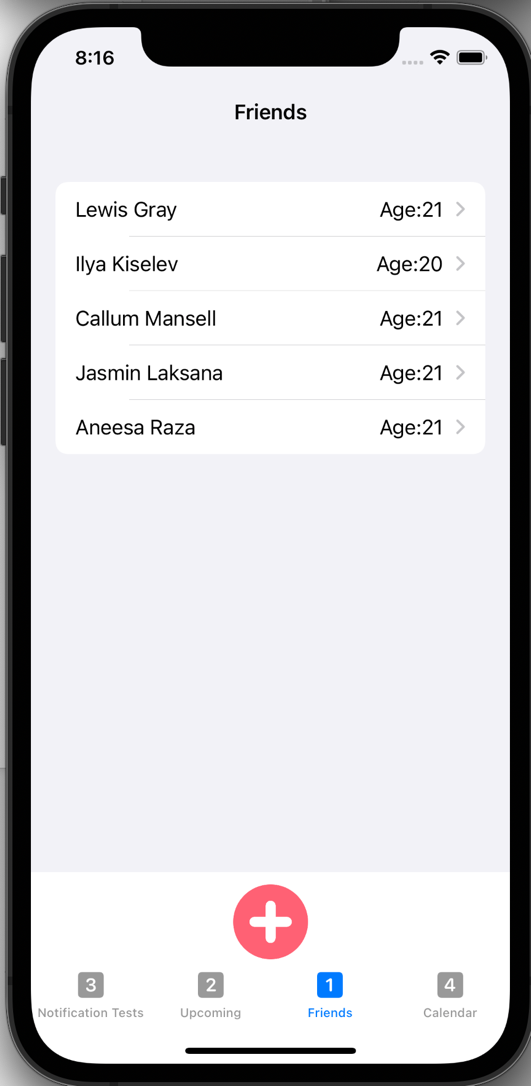 8:16
Friends
Lewis Gray Age:21
Ilya Kiselev Age:20
Callum Mansell Age:21
Jasmin Laksana Age:21
Aneesa Raza Age:21
3 2 1 4
Notification Tests Upcoming Friends Calendar